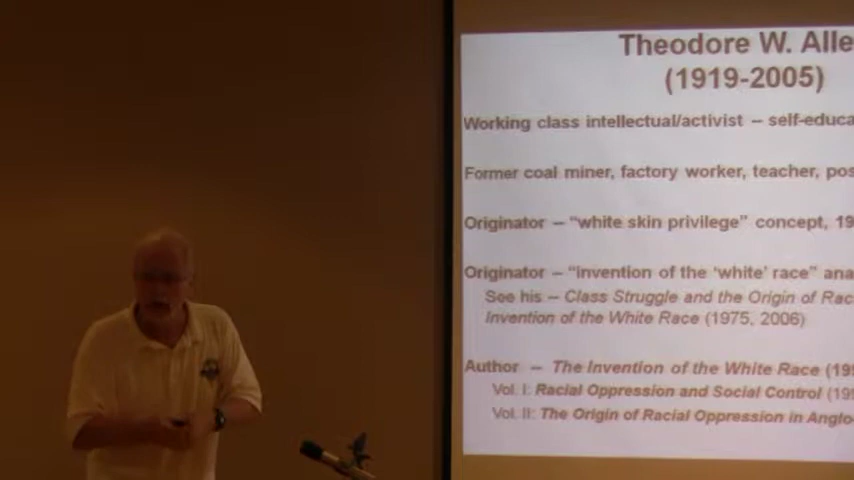 Theodore W. Alle
(1919-2005)
Working class intellectual/activist – self-educa
Former coal miner, factory worker, teacher, pos
Originator – “white skin privilege” concept, 19
Originator – “invention of the ‘white’ race” ana
See his – Class Struggle and the Origin of Rac
Invention of the White Race (1975, 2006)
Author – The Invention of the White Race (199
Vol. I: Racial Oppression and Social Control (199
Vol. II: The Origin of Racial Oppression in Anglo-